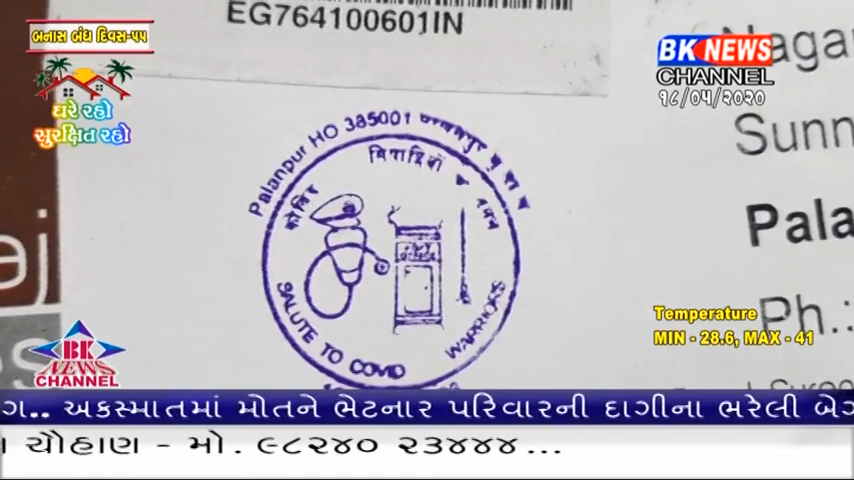 EG764100601IN
બનાસ બંધ દિવસ-૫૫
ઘરે રહો
સુરક્ષિત રહો
BK NEWS
CHANNEL
૧૮/૦૫/૨૦૨૦
Nagar
Sunn
Pala
Ph.:
Palanpur HO 385001
SALUTE TO COVID WARRIORS
Temperature
MIN - 28.6, MAX - 41
BK
NEWS
CHANNEL
ગ.. અકસ્માતમાં મોતને ભેટનાર પરિવારની દાગીના ભરેલી બેગ
ચૌહાણ - મો. ૯૮૨૪૦ ૨૩૪૪૪...